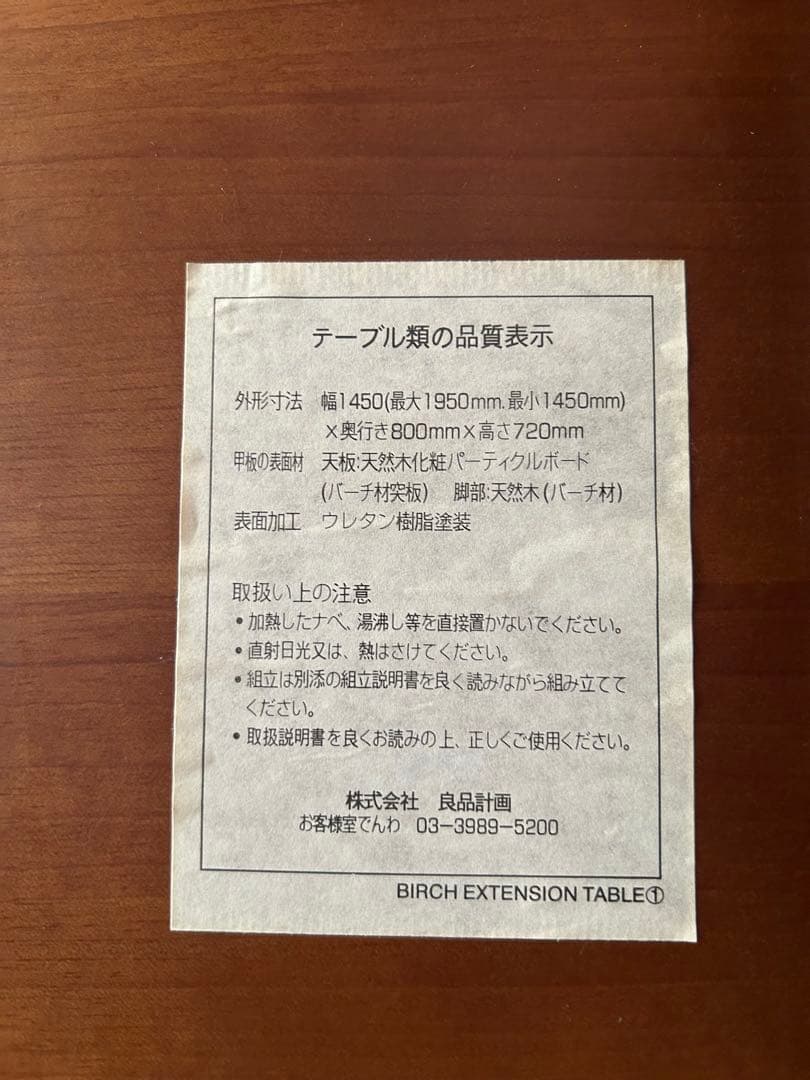 テーブル類の品質表示
外形寸法 幅1450(最大1950mm.最小1450mm)
×奥行き800mm×高さ720mm
甲板の表面材 天板:天然木化粧パーティクルボード
(バーチ材突板) 脚部:天然木(バーチ材)
表面加工 ウレタン樹脂塗装
取扱い上の注意
•加熱したナベ、湯沸し等を直接置かないでください。
•直射日光又は、熱はさけてください。
•組立は別添の組立説明書を良く読みながら組み立てて
ください。
•取扱説明書を良くお読みの上、正しくご使用ください。
株式会社 良品計画
お客様室でんわ 03-3989-5200
BIRCH EXTENSION TABLE①